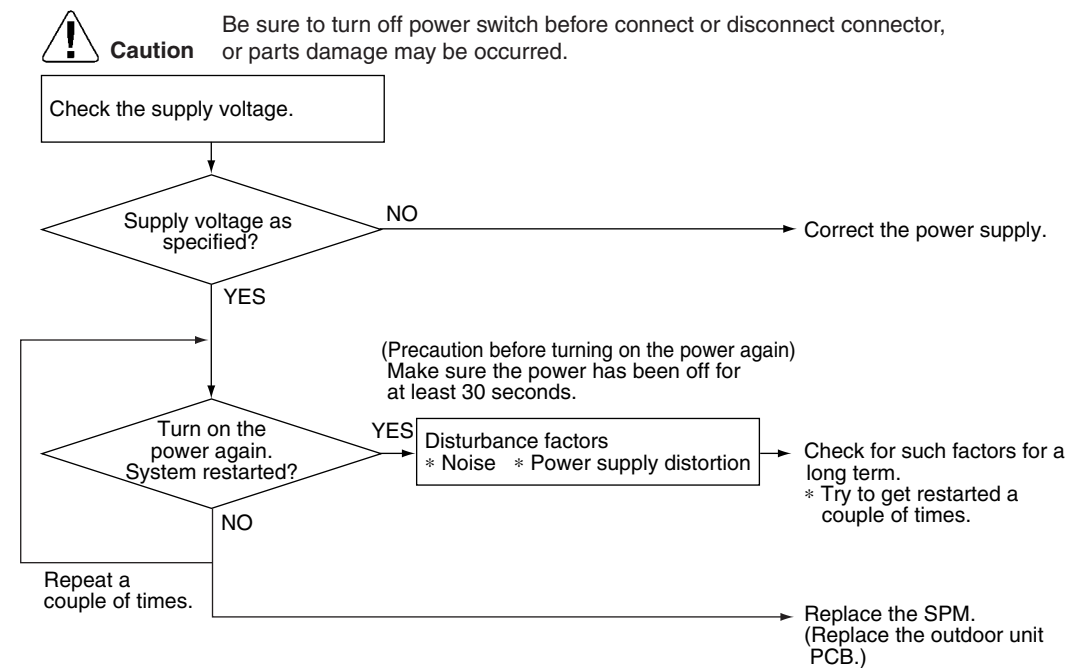 Be sure to turn off power switch before connect or disconnect connector,
Caution or parts damage may be occurred.
Check the supply voltage.
Supply voltage as
specified?
NO
Correct the power supply.
YES
(Precaution before turning on the power again)
Make sure the power has been off for
at least 30 seconds.
Turn on the
power again.
System restarted?
YES
Disturbance factors
* Noise * Power supply distortion
Check for such factors for a
long term.
* Try to get restarted a
couple of times.
NO
Repeat a
couple of times.
Replace the SPM.
(Replace the outdoor unit
PCB.)